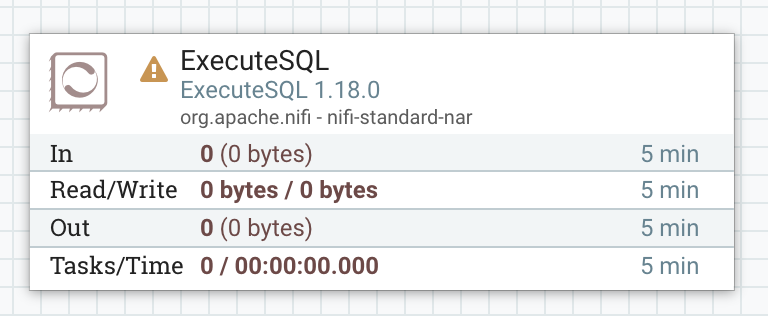 ExecuteSQL
ExecuteSQL 1.18.0
org.apache.nifi - nifi-standard-nar
In 0 (0 bytes) 5 min
Read/Write 0 bytes / 0 bytes 5 min
Out 0 (0 bytes) 5 min
Tasks/Time 0 / 00:00:00.000 5 min